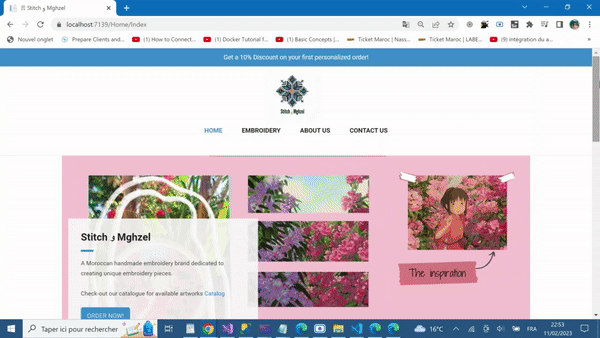 Stitch و Mghzel
localhost:7139/Home/Index
Nouvel onglet
Prepare Clients and...
(1) How to Connect...
(1) Docker Tutorial f...
(1) Basic Concepts |...
Ticket Maroc | Nass...
Ticket Maroc | LABE...
(9) intégration du a...
Get a 10% Discount on your first personalized order!
Stitch و Mghzel
HOME
EMBROIDERY
ABOUT US
CONTACT US
Stitch و Mghzel
A Moroccan handmade embroidery brand dedicated to
creating unique embroidery pieces.
Check-out our catalogue for available artworks Catalog
ORDER NOW!
The inspiration
Taper ici pour rechercher
16°C
FRA
22:53
11/02/2023